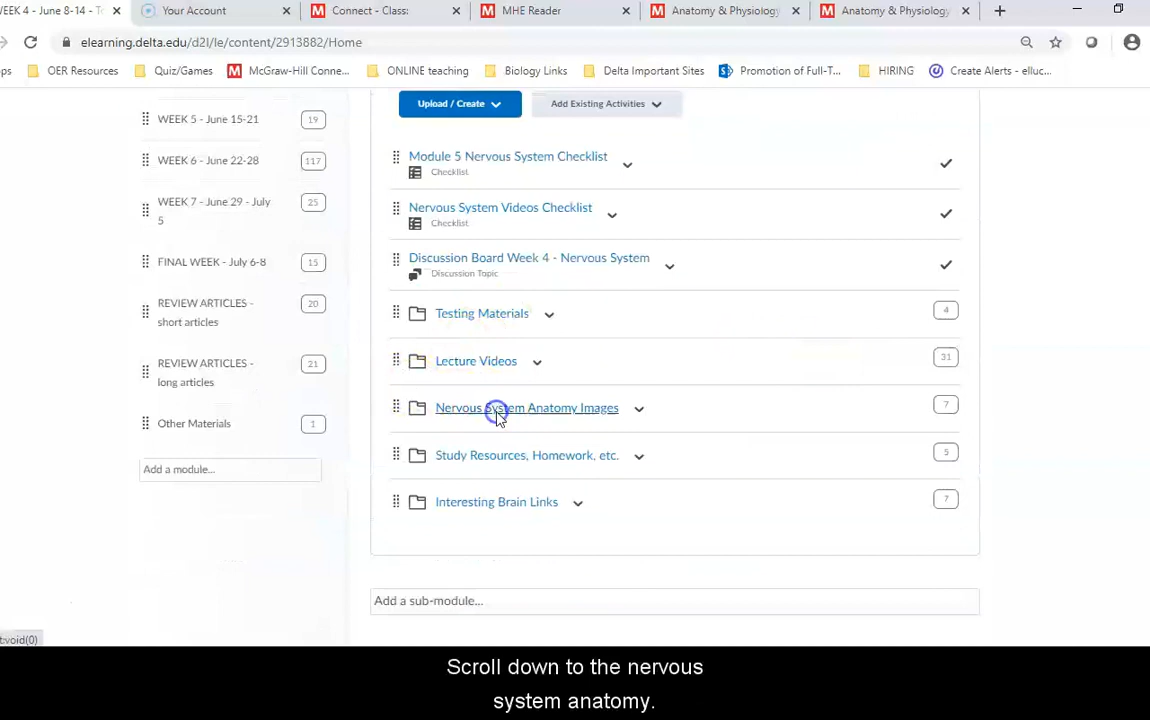 WEEK 4 - June 8-14 - To
Your Account
Connect - Class:
MHE Reader
Anatomy & Physiology
Anatomy & Physiology
elearning.delta.edu/d2l/le/content/2913882/Home
ps
OER Resources
Quiz/Games
McGraw-Hill Conne...
ONLINE teaching
Biology Links
Delta Important Sites
Promotion of Full-T...
HIRING
Create Alerts - elluc...
Upload / Create
Add Existing Activities
WEEK 5 - June 15-21
19
WEEK 6 - June 22-28
117
WEEK 7 - June 29 - July
5
25
FINAL WEEK - July 6-8
15
REVIEW ARTICLES -
short articles
20
REVIEW ARTICLES -
long articles
21
Other Materials
1
Add a module...
Module 5 Nervous System Checklist
Checklist
Nervous System Videos Checklist
Checklist
Discussion Board Week 4 - Nervous System
Discussion Topic
Testing Materials
4
Lecture Videos
31
Nervous System Anatomy Images
7
Study Resources, Homework, etc.
5
Interesting Brain Links
7
Add a sub-module...
t:void(0)
Scroll down to the nervous
system anatomy.